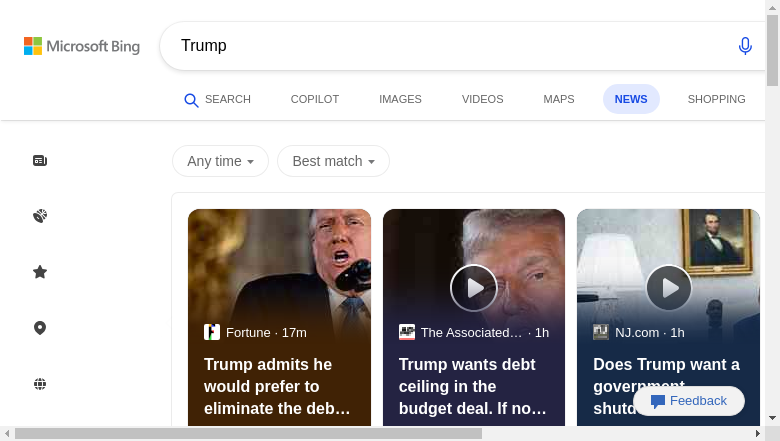 Microsoft Bing
Trump
SEARCH
COPILOT
IMAGES
VIDEOS
MAPS
NEWS
SHOPPING
Any time
Best match
Fortune · 17m
Trump admits he
would prefer to
eliminate the deb…
The Associated… · 1h
Trump wants debt
ceiling in the
budget deal. If no…
NJ.com · 1h
Does Trump want a
government
shutd
Feedback